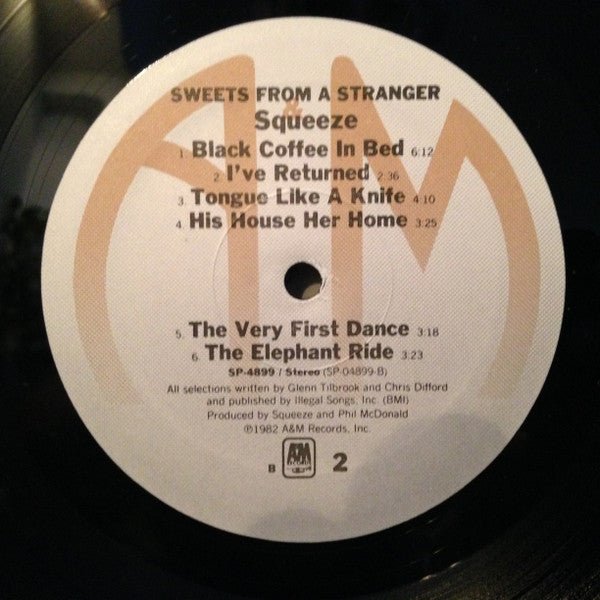 SWEETS FROM A STRANGER
Squeeze
1. Black Coffee In Bed 6:12
2. I've Returned 2:36
3. Tongue Like A Knife 4:10
4. His House Her Home 3:25
5. The Very First Dance 3:18
6. The Elephant Ride 3:23
SP-4899 / Stereo (SP-04899-B)
All selections written by Glenn Tilbrook and Chris Difford
and published by Illegal Songs, Inc. (BMI)
Produced by Squeeze and Phil McDonald
℗1982 A&M Records, Inc.
B A&M RECORDS 2
A&M